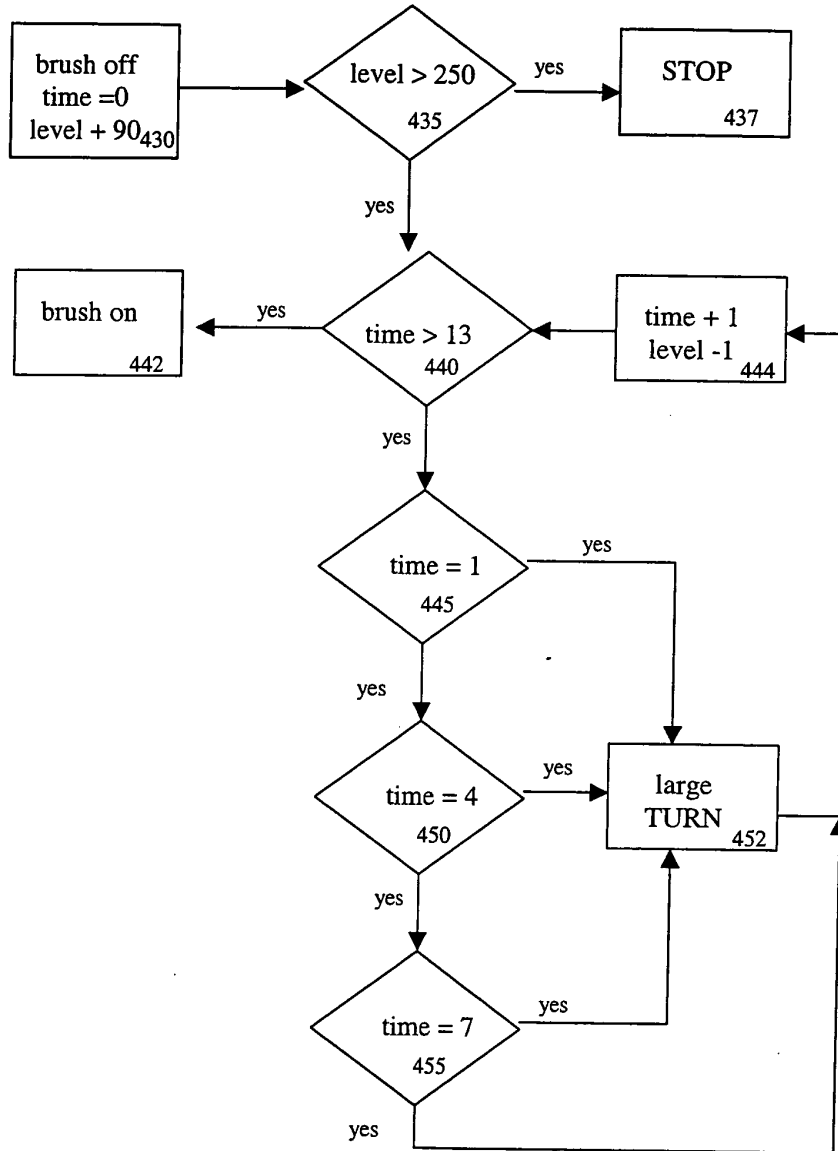 brush off
time =0
level + 90
430
level > 250
435
yes
STOP
437
yes
brush on
442
yes
time > 13
440
time + 1
level -1
444
yes
time = 1
445
yes
yes
time = 4
450
yes
large
TURN
452
yes
time = 7
455
yes
yes